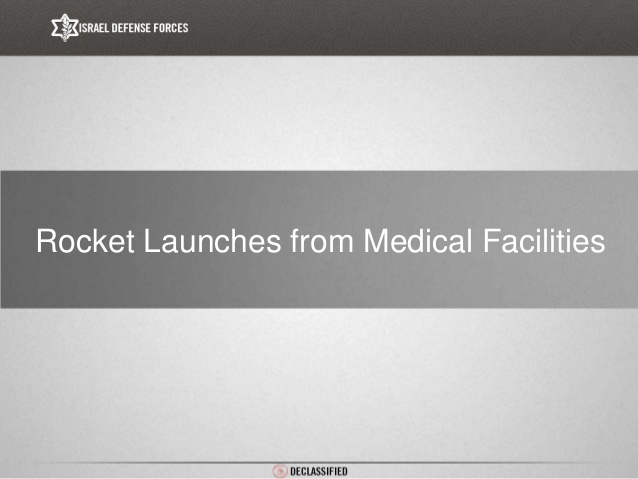 ISRAEL DEFENSE FORCES
Rocket Launches from Medical Facilities
DECLASSIFIED